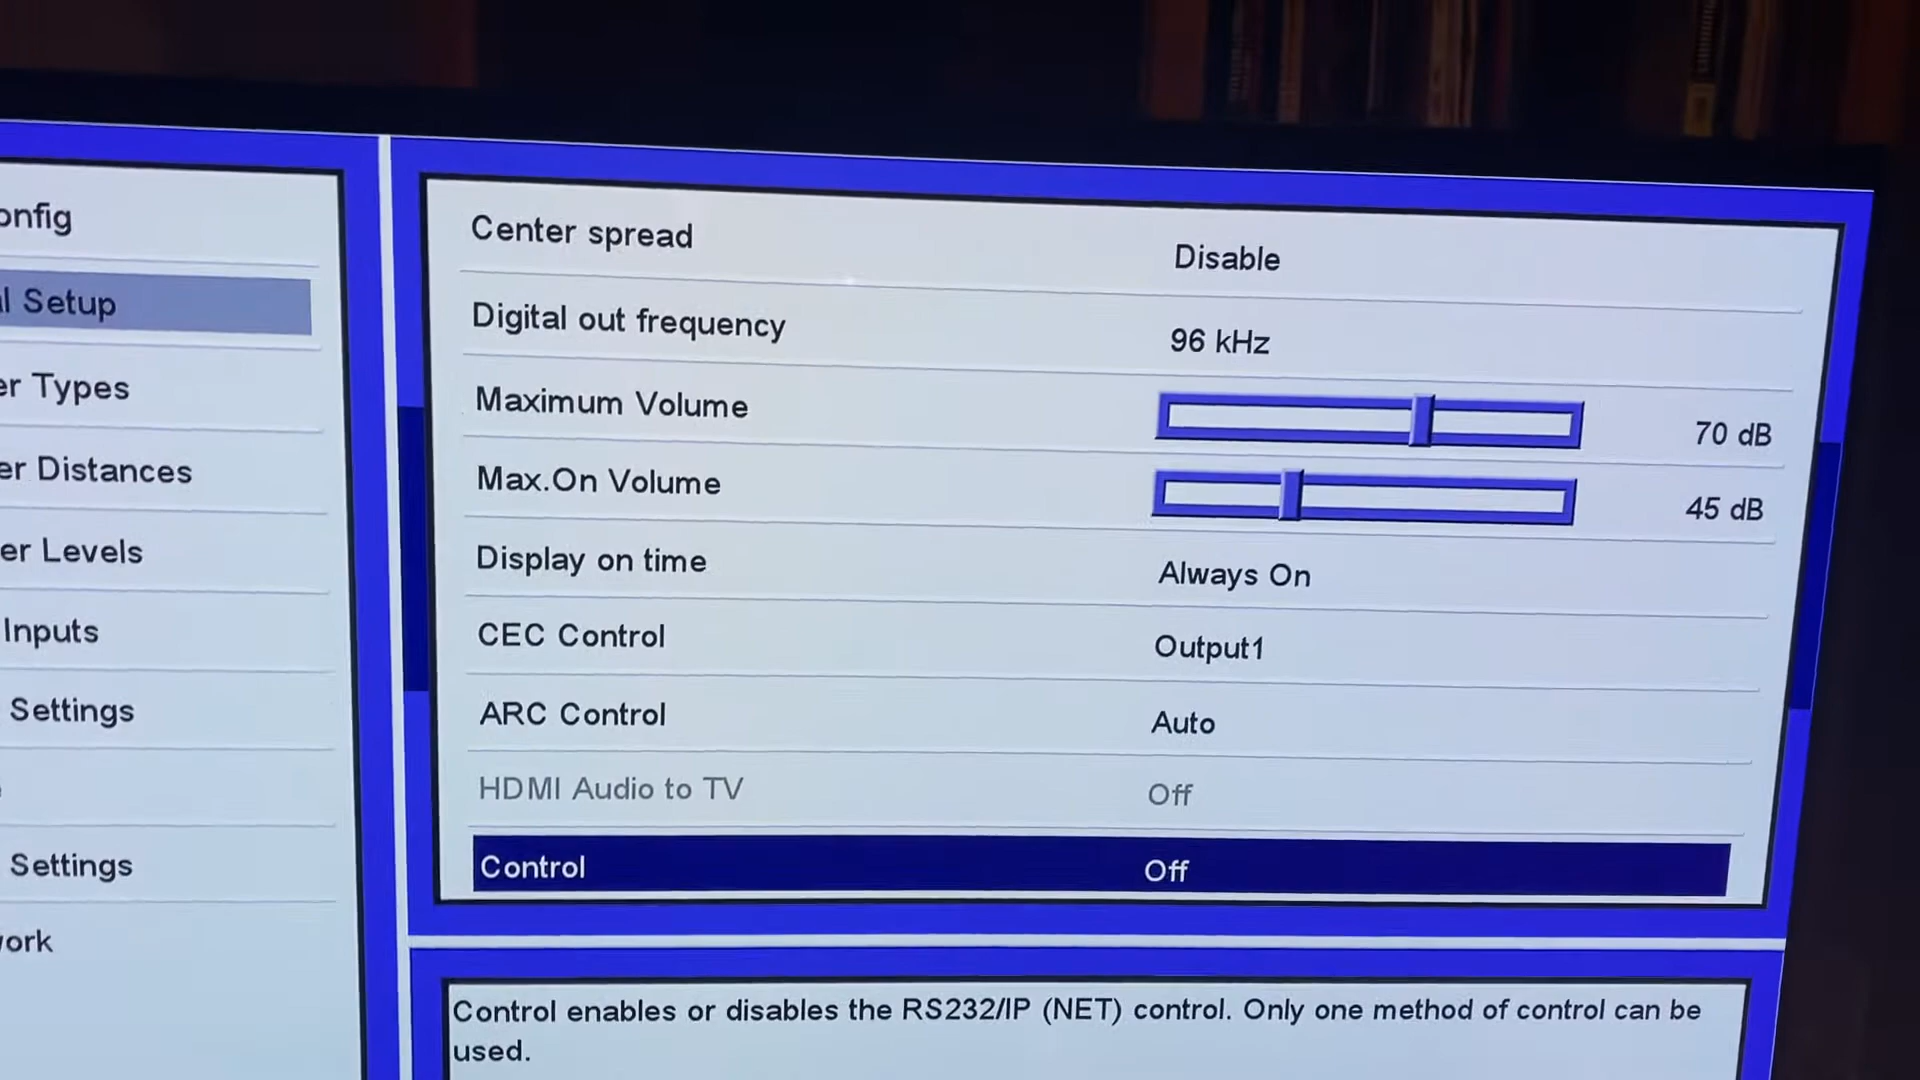 onfig
l Setup
er Types
er Distances
er Levels
Inputs
Settings
Settings
ork
Center spread Disable
Digital out frequency 96 kHz
Maximum Volume 70 dB
Max.On Volume 45 dB
Display on time Always On
CEC Control Output1
ARC Control Auto
HDMI Audio to TV Off
Control Off
Control enables or disables the RS232/IP (NET) control. Only one method of control can be
used.